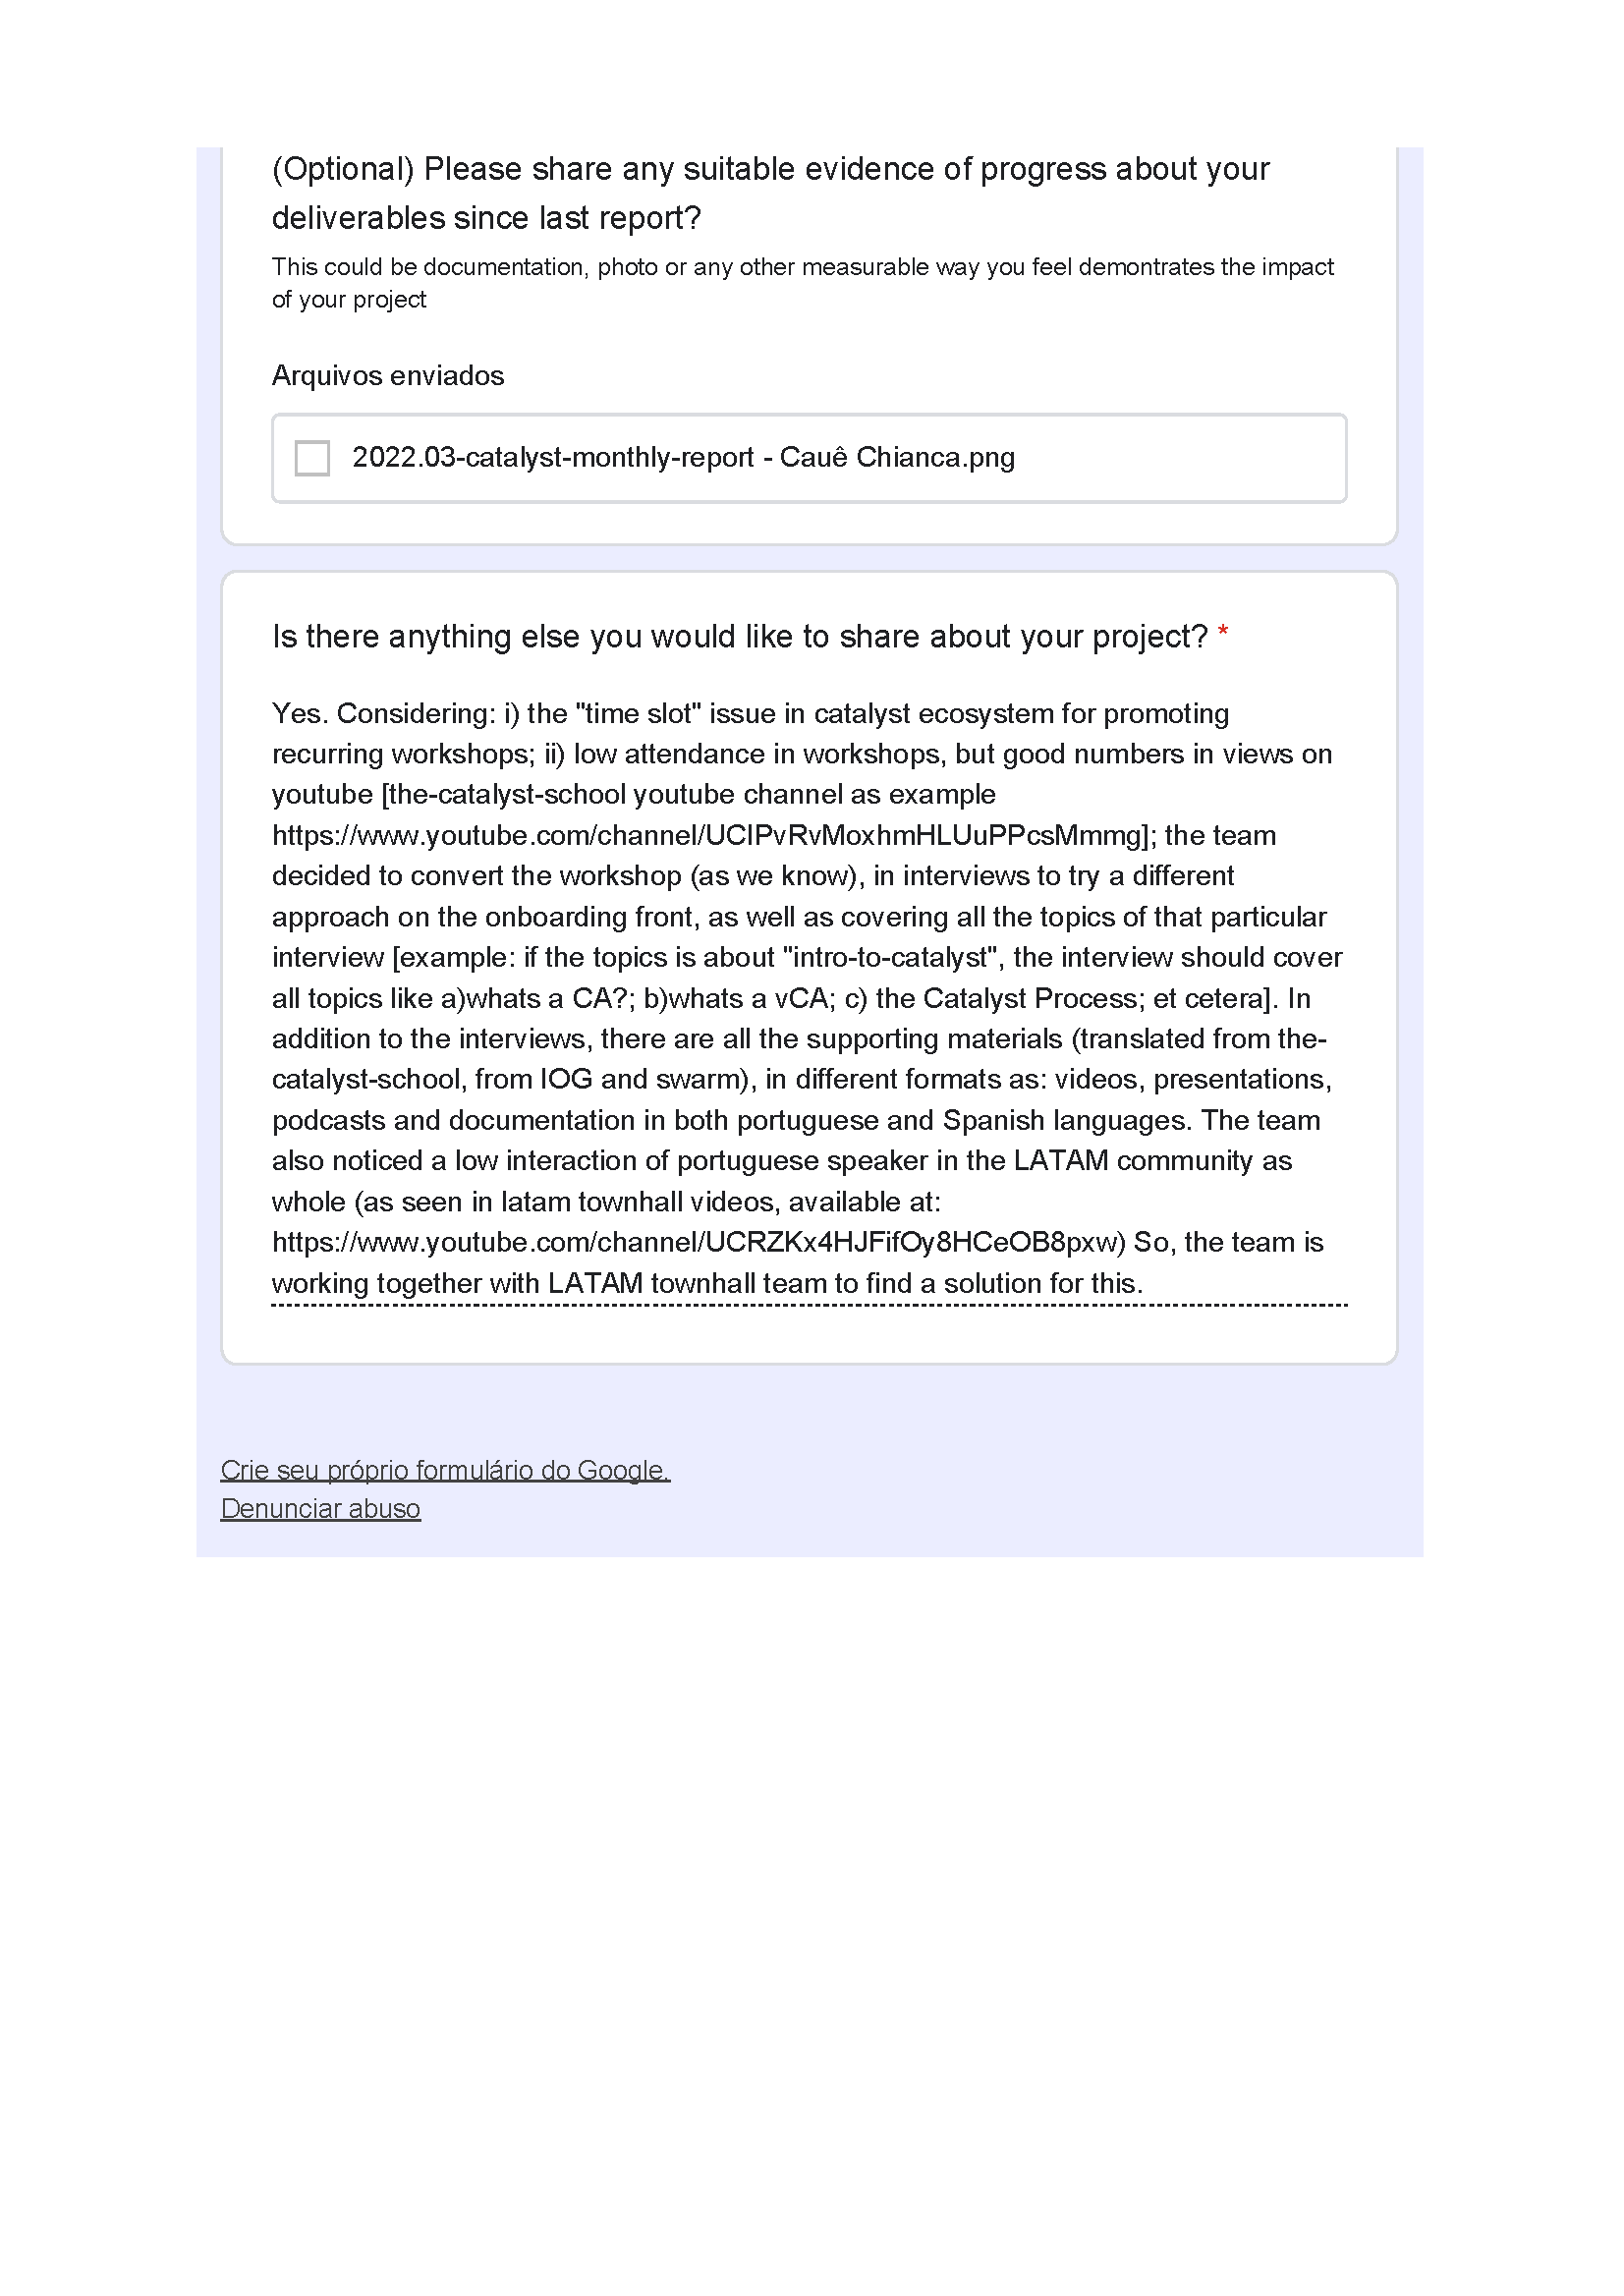 (Optional) Please share any suitable evidence of progress about your
deliverables since last report?
This could be documentation, photo or any other measurable way you feel demontrates the impact
of your project
Arquivos enviados
2022.03-catalyst-monthly-report - Cauê Chianca.png
Is there anything else you would like to share about your project? *
Yes. Considering: i) the "time slot" issue in catalyst ecosystem for promoting
recurring workshops; ii) low attendance in workshops, but good numbers in views on
youtube [the-catalyst-school youtube channel as example
https://www.youtube.com/channel/UCIPvRvMoxhmHLUuPPcsMmmg]; the team
decided to convert the workshop (as we know), in interviews to try a different
approach on the onboarding front, as well as covering all the topics of that particular
interview [example: if the topics is about "intro-to-catalyst", the interview should cover
all topics like a)whats a CA?; b)whats a vCA; c) the Catalyst Process; et cetera]. In
addition to the interviews, there are all the supporting materials (translated from the-
catalyst-school, from IOG and swarm), in different formats as: videos, presentations,
podcasts and documentation in both portuguese and Spanish languages. The team
also noticed a low interaction of portuguese speaker in the LATAM community as
whole (as seen in latam townhall videos, available at:
https://www.youtube.com/channel/UCRZKx4HJFifOy8HCeOB8pxw) So, the team is
working together with LATAM townhall team to find a solution for this.
Crie seu próprio formulário do Google.
Denunciar abuso